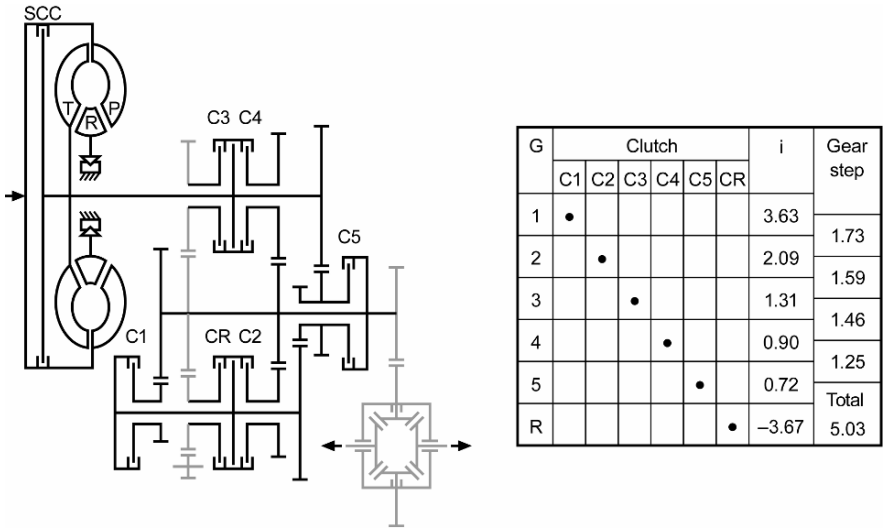 SCC
T
P
R
C3 C4
C5
C1
CR C2
G Clutch i Gear step
C1 C2 C3 C4 C5 CR
1 • 3.63
1.73
2 • 2.09
1.59
3 • 1.31
1.46
4 • 0.90
1.25
5 • 0.72
Total
R • –3.67
5.03